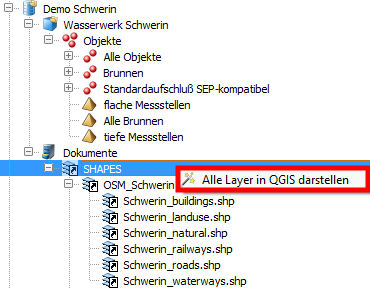 Demo Schwerin
Wasserwerk Schwerin
Objekte
Alle Objekte
Brunnen
Standardaufschluß SEP-kompatibel
flache Messstellen
Alle Brunnen
tiefe Messstellen
Dokumente
SHAPES
Alle Layer in QGIS darstellen
OSM_Schwerin
Schwerin_buildings.shp
Schwerin_landuse.shp
Schwerin_natural.shp
Schwerin_railways.shp
Schwerin_roads.shp
Schwerin_waterways.shp